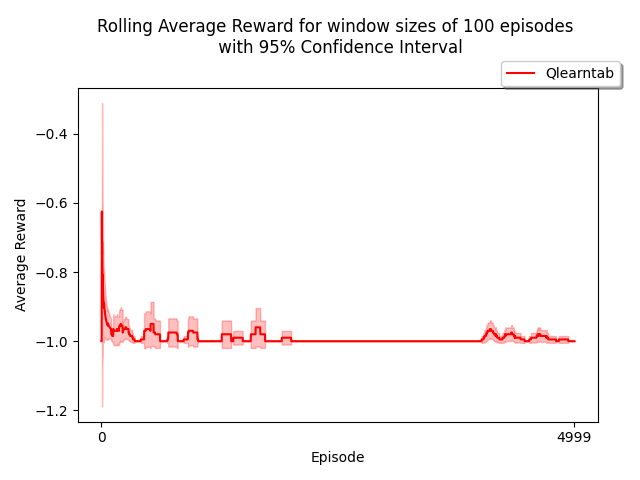 Rolling Average Reward for window sizes of 100 episodes
with 95% Confidence Interval
Qlearntab
−0.4
−0.6
−0.8
−1.0
−1.2
Average Reward
0
4999
Episode